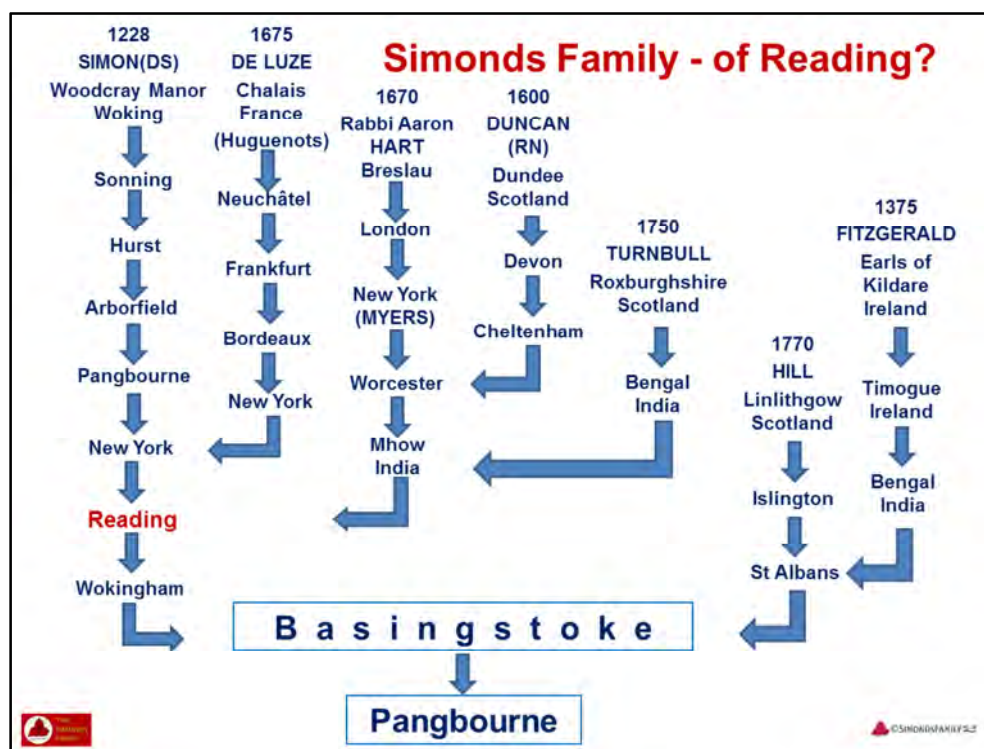 Simonds Family - of Reading?
1228
SIMON(DS)
Woodcray Manor
Woking
Sonning
Hurst
Arborfield
Pangbourne
New York
Reading
Wokingham
1675
DE LUZE
Chalais
France
(Huguenots)
Neuchâtel
Frankfurt
Bordeaux
New York
1670
Rabbi Aaron
HART
Breslau
London
New York
(MYERS)
Worcester
Mhow
India
1600
DUNCAN
(RN)
Dundee
Scotland
Devon
Cheltenham
1750
TURNBULL
Roxburghshire
Scotland
Bengal
India
1770
HILL
Linlithgow
Scotland
Islington
St Albans
1375
FITZGERALD
Earls of
Kildare
Ireland
Timogue
Ireland
Bengal
India
Basingstoke
Pangbourne